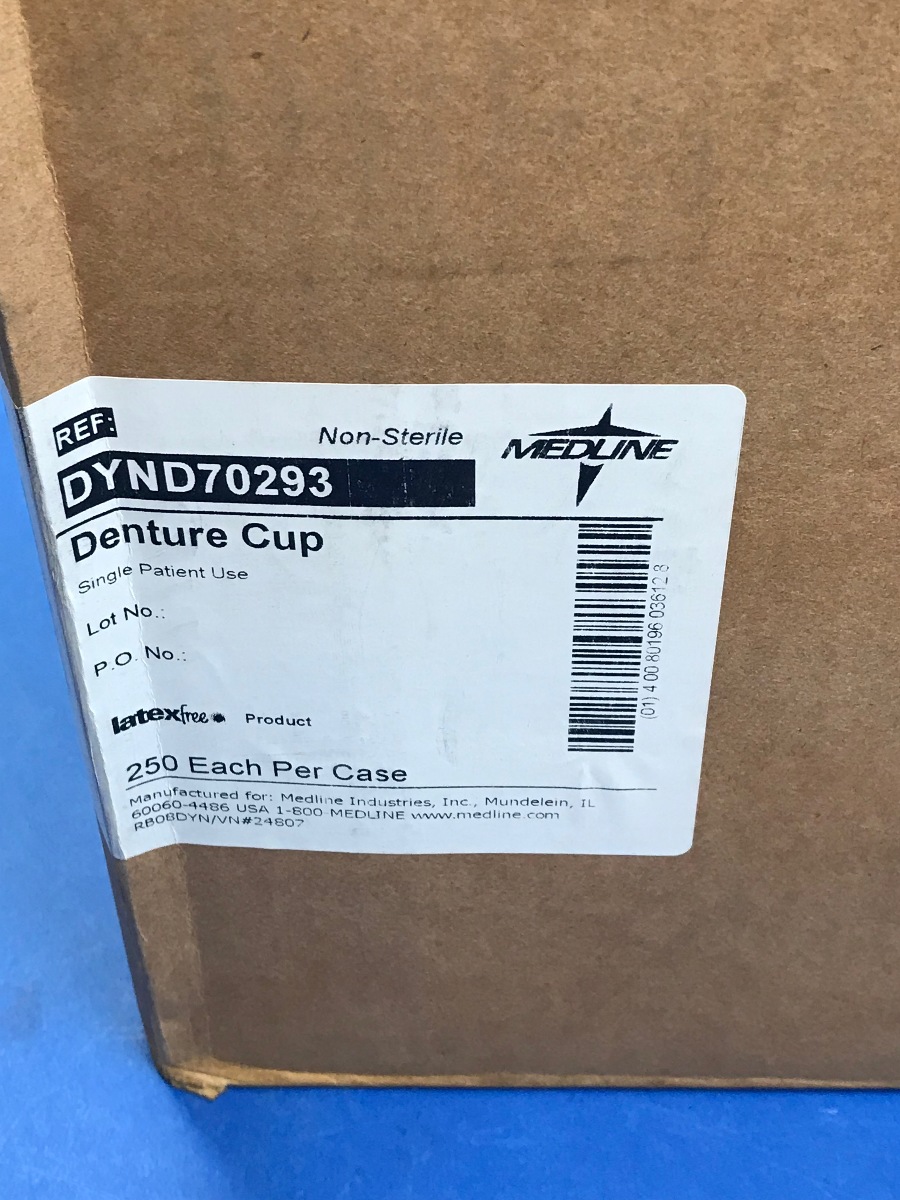 REF:
Non-Sterile
MEDLINE
DYND70293
Denture Cup
Single Patient Use
Lot No.:
P.O. No.:
latexfree Product
(01) 4 00 80196 03612 8
250 Each Per Case
Manufactured for: Medline Industries, Inc., Mundelein, IL
60060-4486 USA 1-800-MEDLINE www.medline.com
RB08DYN/VN#24807